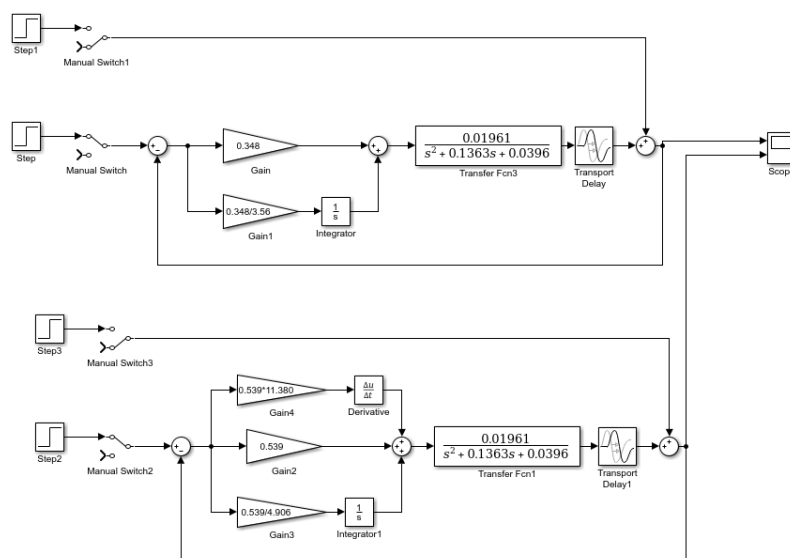 Step1
Manual Switch1
Step
Manual Switch
+
−
0.348
Gain
0.348/3.56
Gain1
1
s
Integrator
+
+
0.01961
s² + 0.1363s + 0.0396
Transfer Fcn3
Transport
Delay
+
+
Scop
Step3
Manual Switch3
Step2
Manual Switch2
+
−
0.539*11.380
Gain4
Δu
Δt
Derivative
0.539
Gain2
0.539/4.906
Gain3
1
s
Integrator1
+
+
+
0.01961
s² + 0.1363s + 0.0396
Transfer Fcn1
Transport
Delay1
+
+